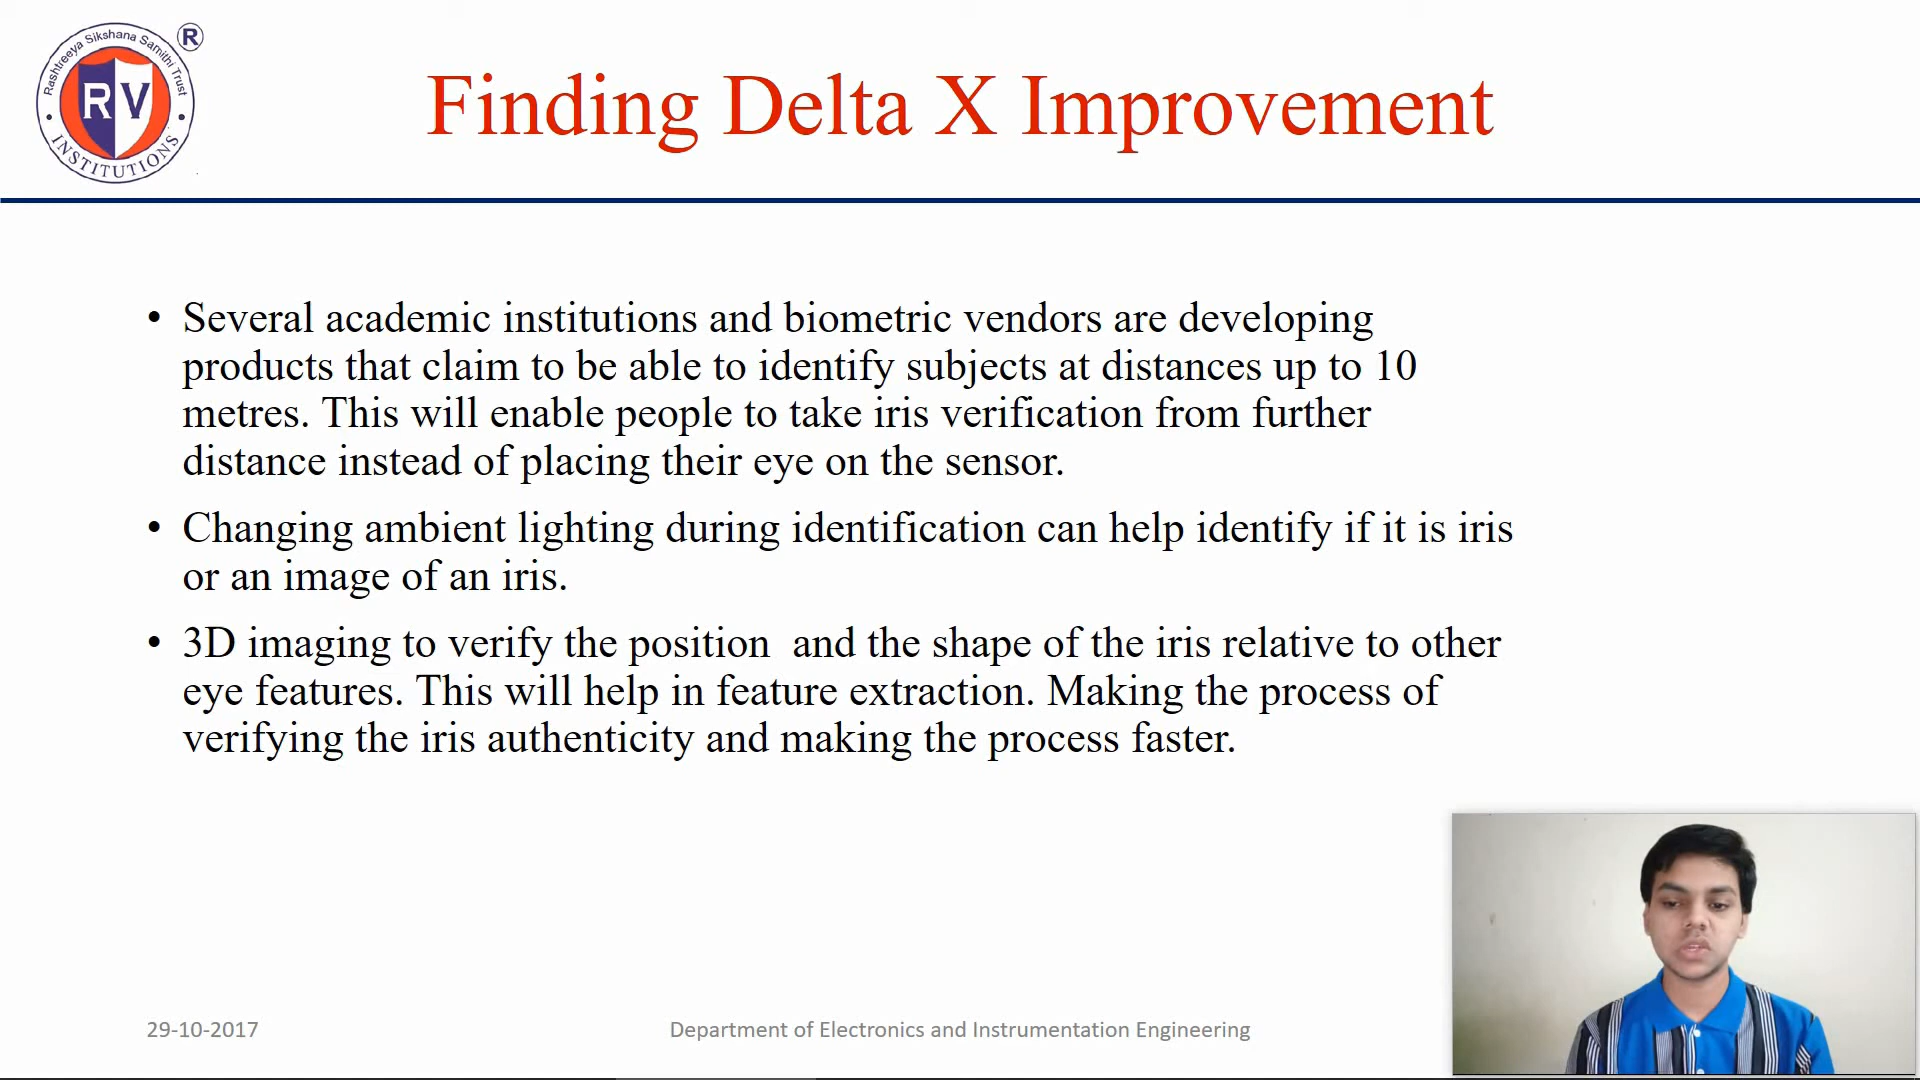 Rashtreeya Sikshana Samithi Trust
R
RV
INSTITUTIONS
Finding Delta X Improvement
• Several academic institutions and biometric vendors are developing
products that claim to be able to identify subjects at distances up to 10
metres. This will enable people to take iris verification from further
distance instead of placing their eye on the sensor.
• Changing ambient lighting during identification can help identify if it is iris
or an image of an iris.
• 3D imaging to verify the position  and the shape of the iris relative to other
eye features. This will help in feature extraction. Making the process of
verifying the iris authenticity and making the process faster.
29-10-2017
Department of Electronics and Instrumentation Engineering